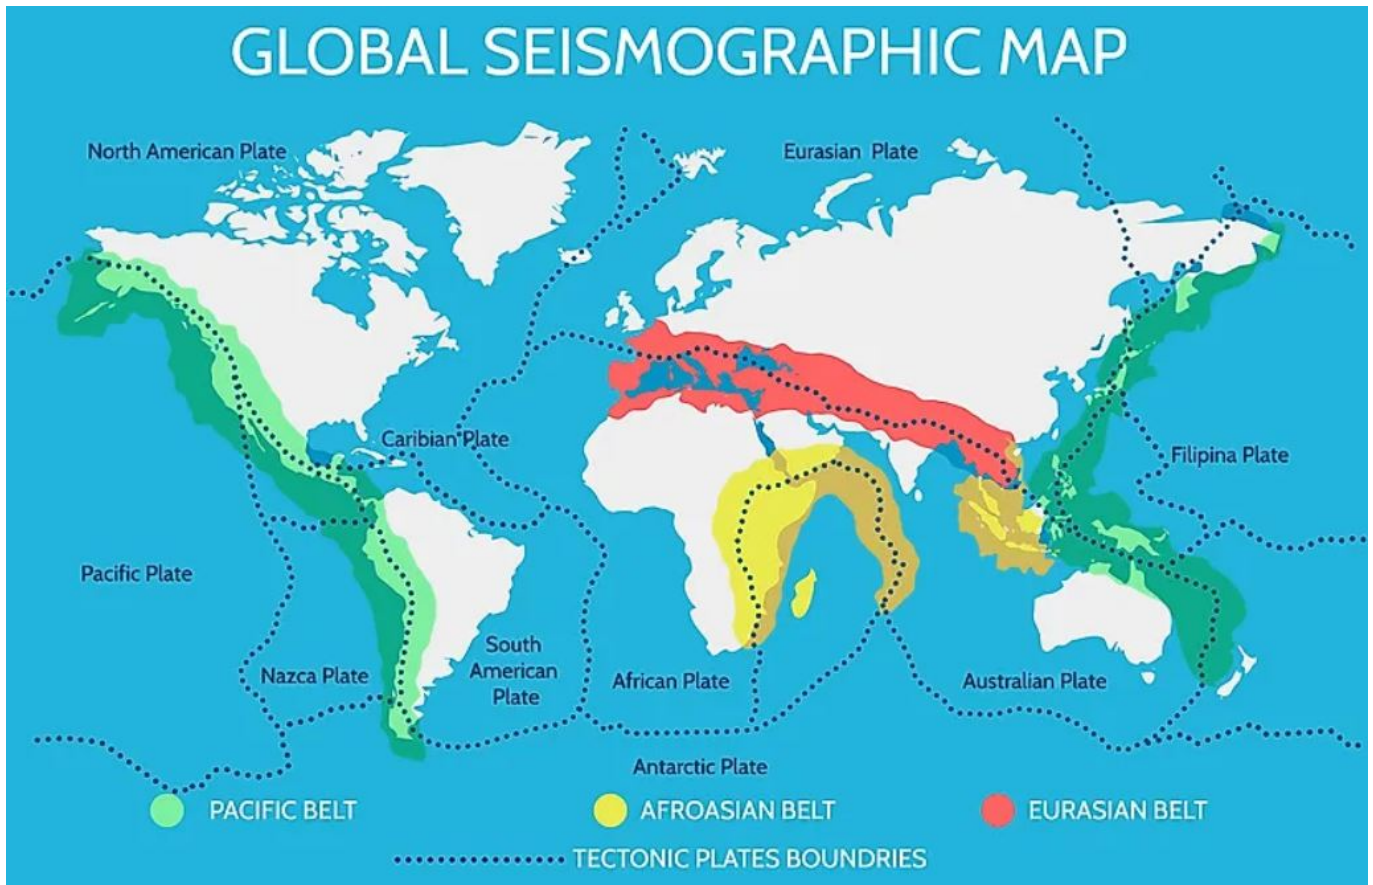 GLOBAL SEISMOGRAPHIC MAP
North American Plate
Eurasian Plate
Caribian Plate
Filipina Plate
Pacific Plate
Nazca Plate
South
American
Plate
African Plate
Australian Plate
Antarctic Plate
PACIFIC BELT
AFROASIAN BELT
EURASIAN BELT
TECTONIC PLATES BOUNDRIES